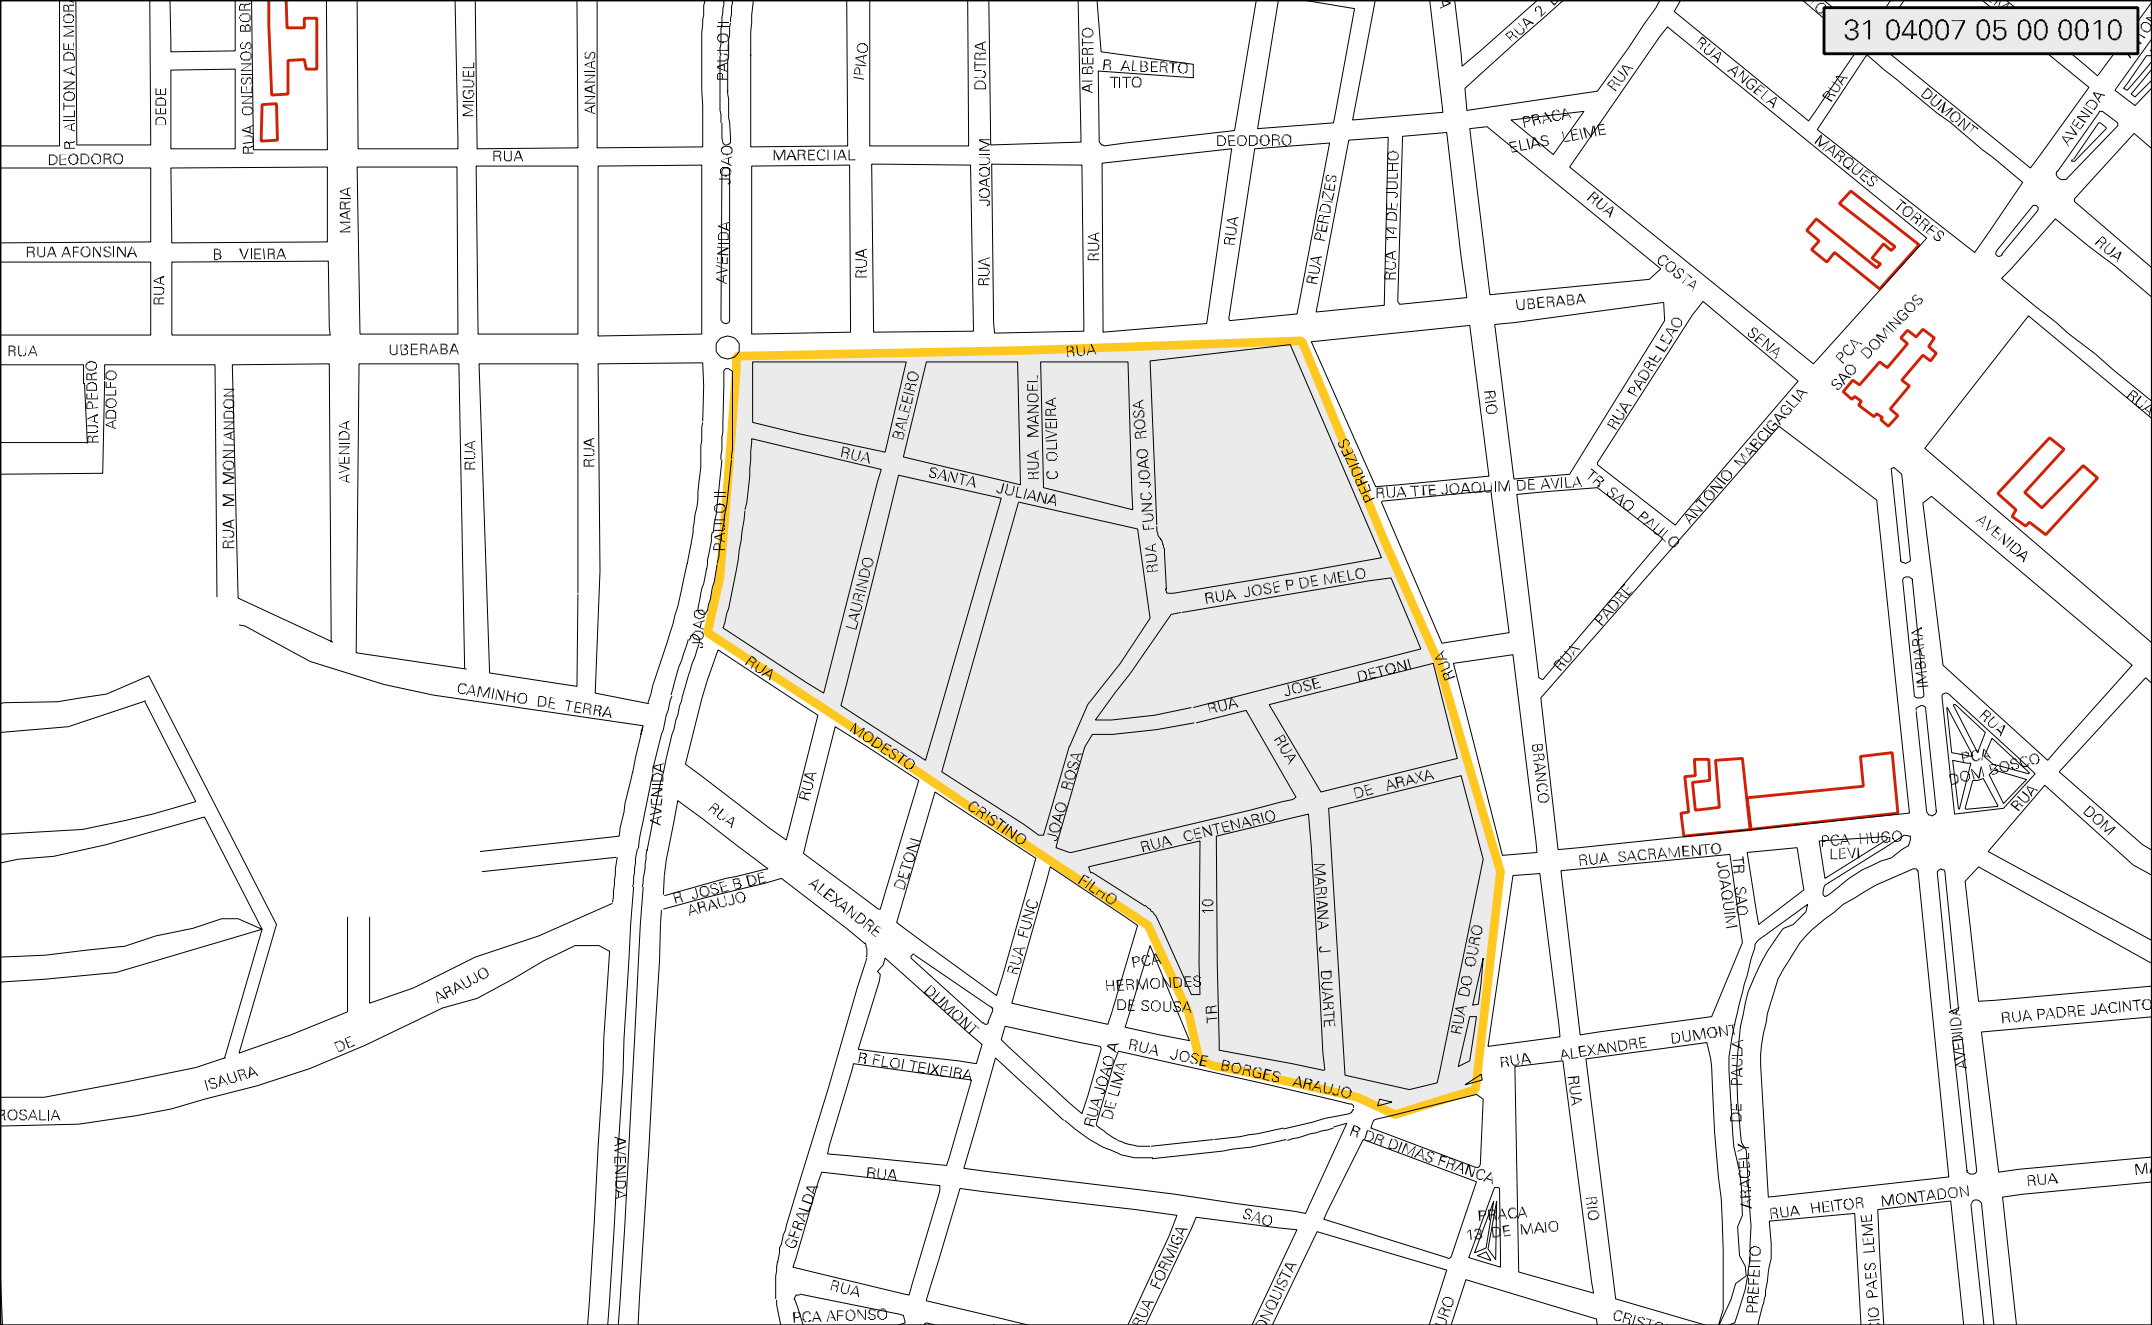 31 04007 05 00 0010
RUA 2
R AILTON A DE MORA
DEDE
RUA ONESINOS BOR
MIGUEL
ANANIAS
PAULO II
IPIAO
DUTRA
R ALBERTO
TITO
RUA
RUA ANGELA
RUA
DUMONT
AVENIDA
PRACA
ELIAS LEIME
MARQUES
TORRES
DEODORO
RUA
JOAO
MARECHAL
JOAQUIM
DEODORO
RUA AFONSINA
B VIEIRA
MARIA
RUA
AVENIDA
RUA
RUA
RUA
RUA
RUA PERDIZES
RUA 14 DE JULHO
RUA
COSTA
SENA
RUA
UBERABA
PCA
SAO DOMINGOS
RUA
UBERABA
RUA
RUA PEDRO
ADOLFO
RUA M MONTANDON
AVENIDA
RUA
RUA
BALEEIRO
RUA MANOEL
C OLIVEIRA
RUA FUNC JOAO ROSA
PERDIZES
RIO
RUA PADRE LEAO
RUA
RUA
SANTA JULIANA
RUA TTE JOAQUIM DE AVILA
TR SAO PAULO
ANTONIO MARCIGAGLIA
PAULO II
AVENIDA
LAURINDO
RUA JOSE P DE MELO
PADRE
RUA
IMBIARA
JOAO
RUA
RUA JOSE DETONI
RUA
CAMINHO DE TERRA
MODESTO
RUA
RUA
PCA
DOM BOSCO
RUA
DOM
BRANCO
DE ARAXA
AVENIDA
RUA
RUA
CRISTINO
JOAO ROSA
RUA CENTENARIO
RUA SACRAMENTO
PCA HUGO
LEVI
TR SAO
JOAQUIM
R JOSE B DE
ARAUJO
ALEXANDRE
DETONI
FILHO
RUA FUNC
10
TR
MARIANA J DUARTE
RUA DO OURO
PCA
HERMONDES
DE SOUSA
ARAUJO
DE
ISAURA
ROSALIA
DUMONT
R ELOI TEIXEIRA
RUA JOSE BORGES ARAUJO
RUA JOAO A
DE LIMA
RUA ALEXANDRE DUMONT
RUA PADRE JACINTO
AVENIDA
RUA
R DR DIMAS FRANCA
AVENIDA
RUA
GERALDA
SAO
PRACA
13 DE MAIO
RIO
PREFEITO ARACELY DE PAULA
RUA HEITOR MONTADON
RUA
RUA
PCA AFONSO
RUA FORMIGA
ONQUISTA
URO
CRISTO
IO PAES LEME